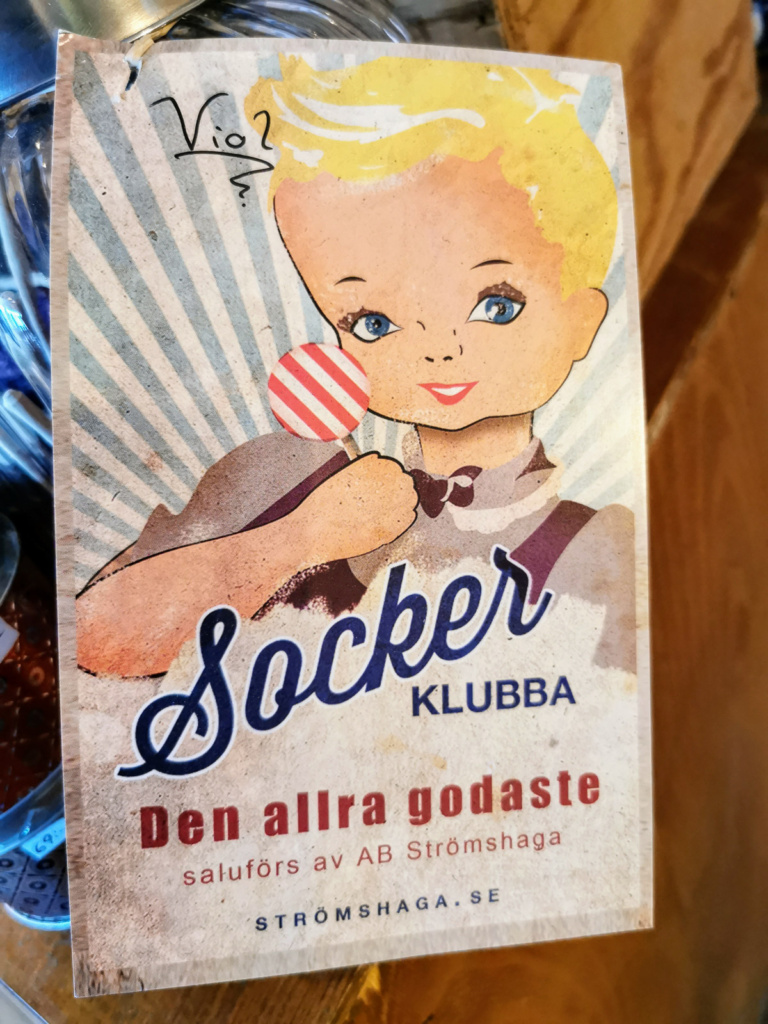 Socker
KLUBBA
Den allra godaste
saluförs av AB Strömshaga
STRÖMSHAGA.SE